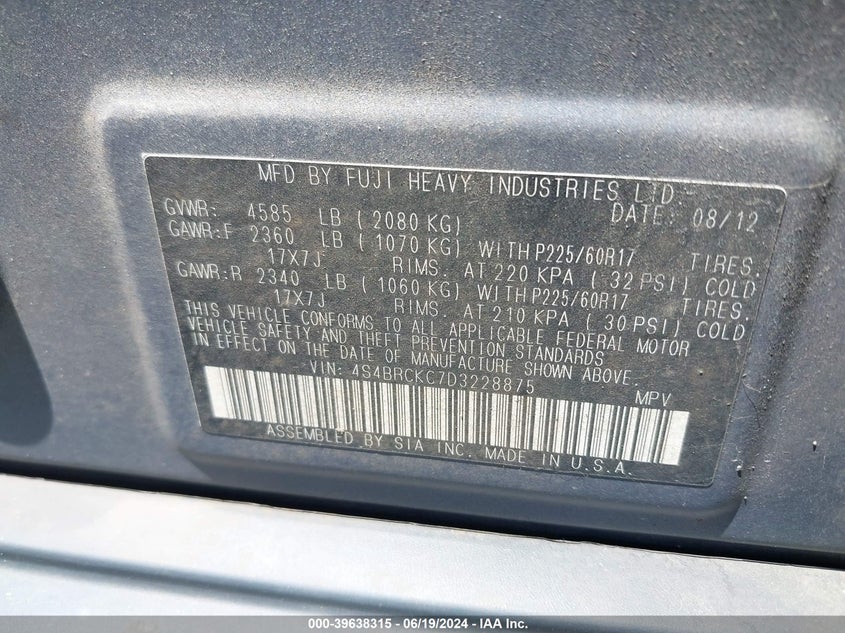 MFD BY FUJI HEAVY INDUSTRIES LTD.
DATE: 08/12
GVWR: 4585 LB ( 2080 KG)
GAWR:F 2360 LB ( 1070 KG) WITH P225/60R17 TIRES,
17X7J RIMS. AT 220 KPA ( 32 PSI) COLD
GAWR:R 2340 LB ( 1060 KG) WITH P225/60R17 TIRES,
17X7J RIMS. AT 210 KPA ( 30 PSI) COLD
THIS VEHICLE CONFORMS TO ALL APPLICABLE FEDERAL MOTOR
VEHICLE SAFETY AND THEFT PREVENTION STANDARDS
IN EFFECT ON THE DATE OF MANUFACTURE SHOWN ABOVE.
VIN: 4S4BRCKC7D3228875 MPV
ASSEMBLED BY SIA INC. MADE IN U.S.A.
000-39638315 / 06/19/2024 / IAA Inc.